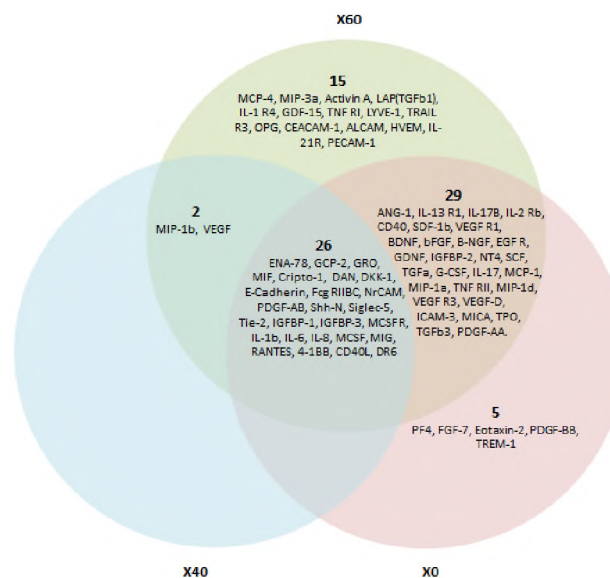 X60
15
MCP-4, MIP-3a, Activin A, LAP(TGFb1),
IL-1 R4, GDF-15, TNF RI, LYVE-1, TRAIL
R3, OPG, CEACAM-1, ALCAM, HVEM, IL-
21R, PECAM-1
2
MIP-1b, VEGF
29
ANG-1, IL-13 R1, IL-17B, IL-2 Rb,
CD40, SDF-1b, VEGF R1,
BDNF, bFGF, B-NGF, EGF R,
GDNF, IGFBP-2, NT4, SCF,
TGFa, G-CSF, IL-17, MCP-1,
MIP-1a, TNF RII, MIP-1d,
VEGF R3, VEGF-D,
ICAM-3, MICA, TPO,
TGFb3, PDGF-AA.
26
ENA-78, GCP-2, GRO,
MIF, Cripto-1, DAN, DKK-1,
E-Cadherin, Fcg RIIBC, NrCAM,
PDGF-AB, Shh-N, Siglec-5,
Tie-2, IGFBP-1, IGFBP-3, MCSF R,
IL-1b, IL-6, IL-8, MCSF, MIG,
RANTES, 4-1BB, CD40L, DR6
5
PF4, FGF-7, Eotaxin-2, PDGF-BB,
TREM-1
X40
X0